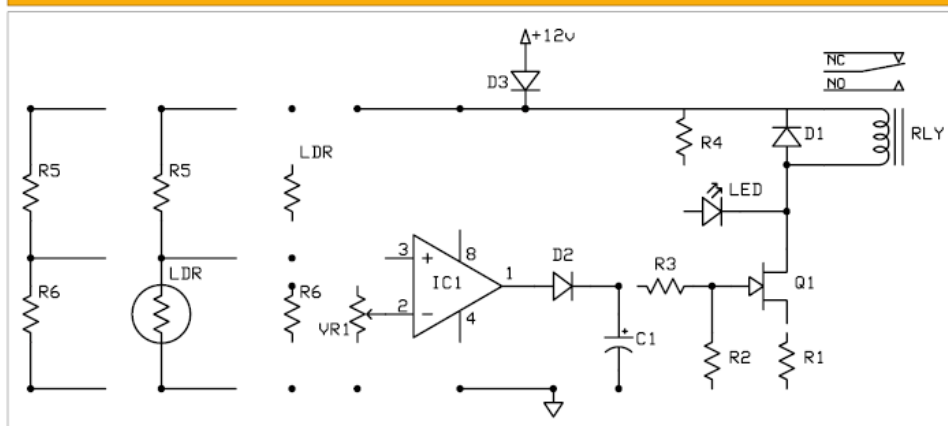 +12v
D3
NC
NO
R5
R5
LDR
R4
D1
RLY
LED
LDR
3
+
8
IC1
1
D2
R3
Q1
R6
R6
VR1
2
−
4
+
C1
R2
R1